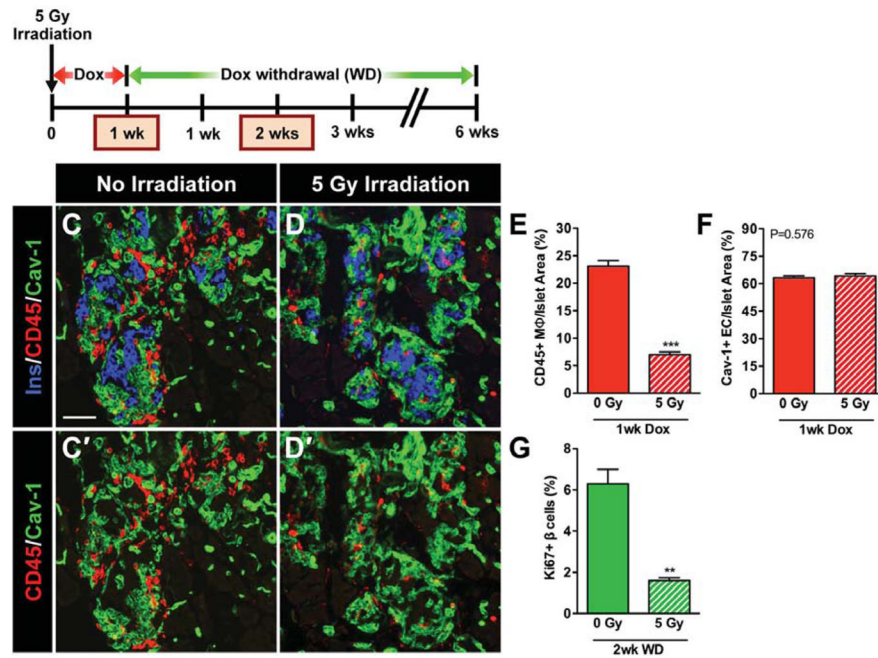 5 Gy
Irradiation
Dox
Dox withdrawal (WD)
0
1 wk
1 wk
2 wks
3 wks
6 wks
No Irradiation
5 Gy Irradiation
Ins/CD45/Cav-1
C
D
CD45/Cav-1
C′
D′
E
CD45+ MΦ/Islet Area (%)
30
25
20
15
10
5
0
***
0 Gy
5 Gy
1wk Dox
F
Cav-1+ EC/Islet Area (%)
P=0.576
90
75
60
45
30
15
0
0 Gy
5 Gy
1wk Dox
G
Ki67+ β cells (%)
8
6
4
2
0
**
0 Gy
5 Gy
2wk WD